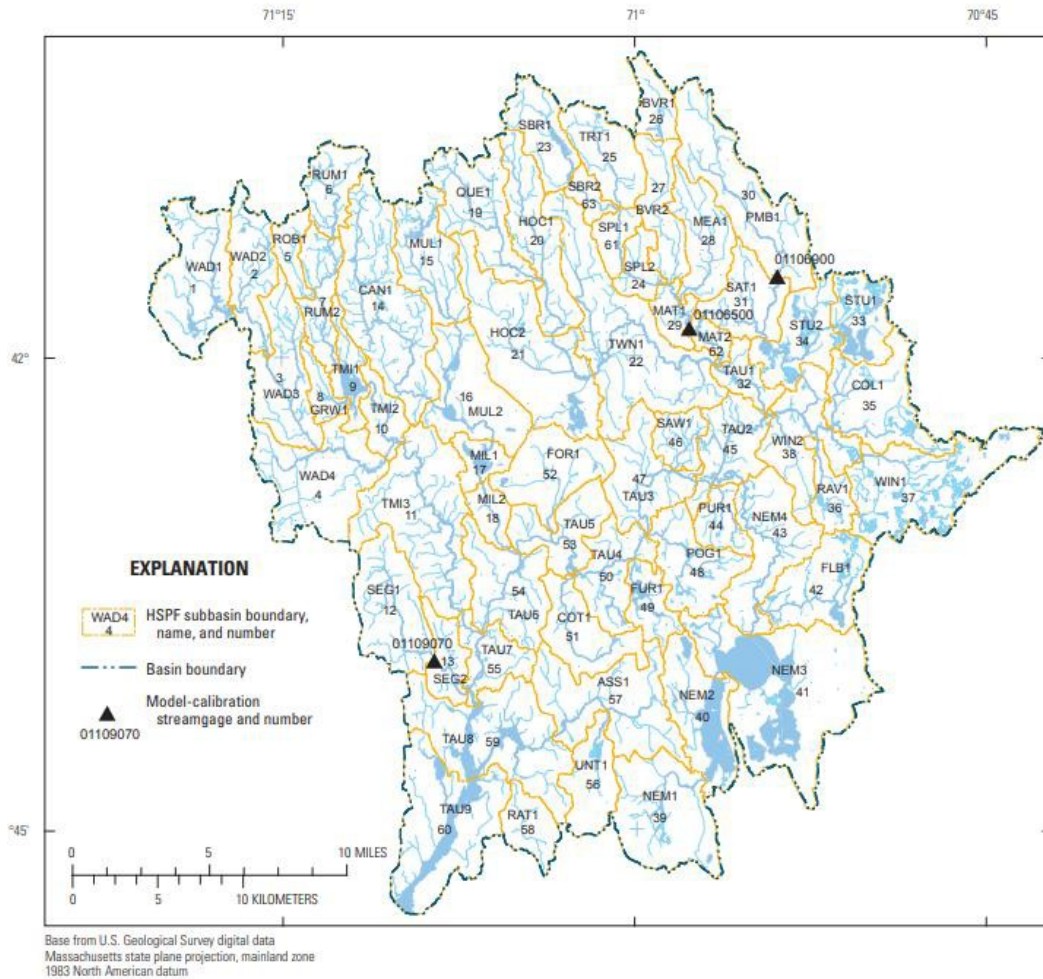 71°15'
71°
70°45'
BVR1
26
SBR1
23
TRT1
25
RUM1
6
QUE1
19
SBR2
63
27
BVR2
30
PMB1
HOC1
20
SPL1
61
MEA1
28
ROB1
5
WAD2
2
WAD1
1
MUL1
15
SPL2
24
01106900
SAT1
31
CAN1
14
7
RUM2
MAT1
29
01106500
STU1
33
STU2
34
MAT2
62
HOC2
21
TWN1
22
42°
TAU1
32
3
WAD3
TMI1
9
8
GRW1
COL1
35
16
MUL2
TMI2
10
SAW1
46
TAU2
45
WIN2
38
MIL1
17
FOR1
52
WAD4
4
47
TAU3
RAV1
36
WIN1
37
MIL2
18
TMI3
11
PUR1
44
NEM4
43
TAU5
53
TAU4
50
POG1
48
FLB1
42
EXPLANATION
WAD4
4
HSPF subbasin boundary,
name, and number
Basin boundary
Model-calibration
streamgage and number
01109070
SEG1
12
54
TAU6
FUR1
49
COT1
51
01109070
13
SEG2
TAU7
55
ASS1
57
NEM2
40
NEM3
41
TAU8
59
UNT1
56
NEM1
39
TAU9
60
RAT1
58
°45'
0
5
10 MILES
0
5
10 KILOMETERS
Base from U.S. Geological Survey digital data
Massachusetts state plane projection, mainland zone
1983 North American datum